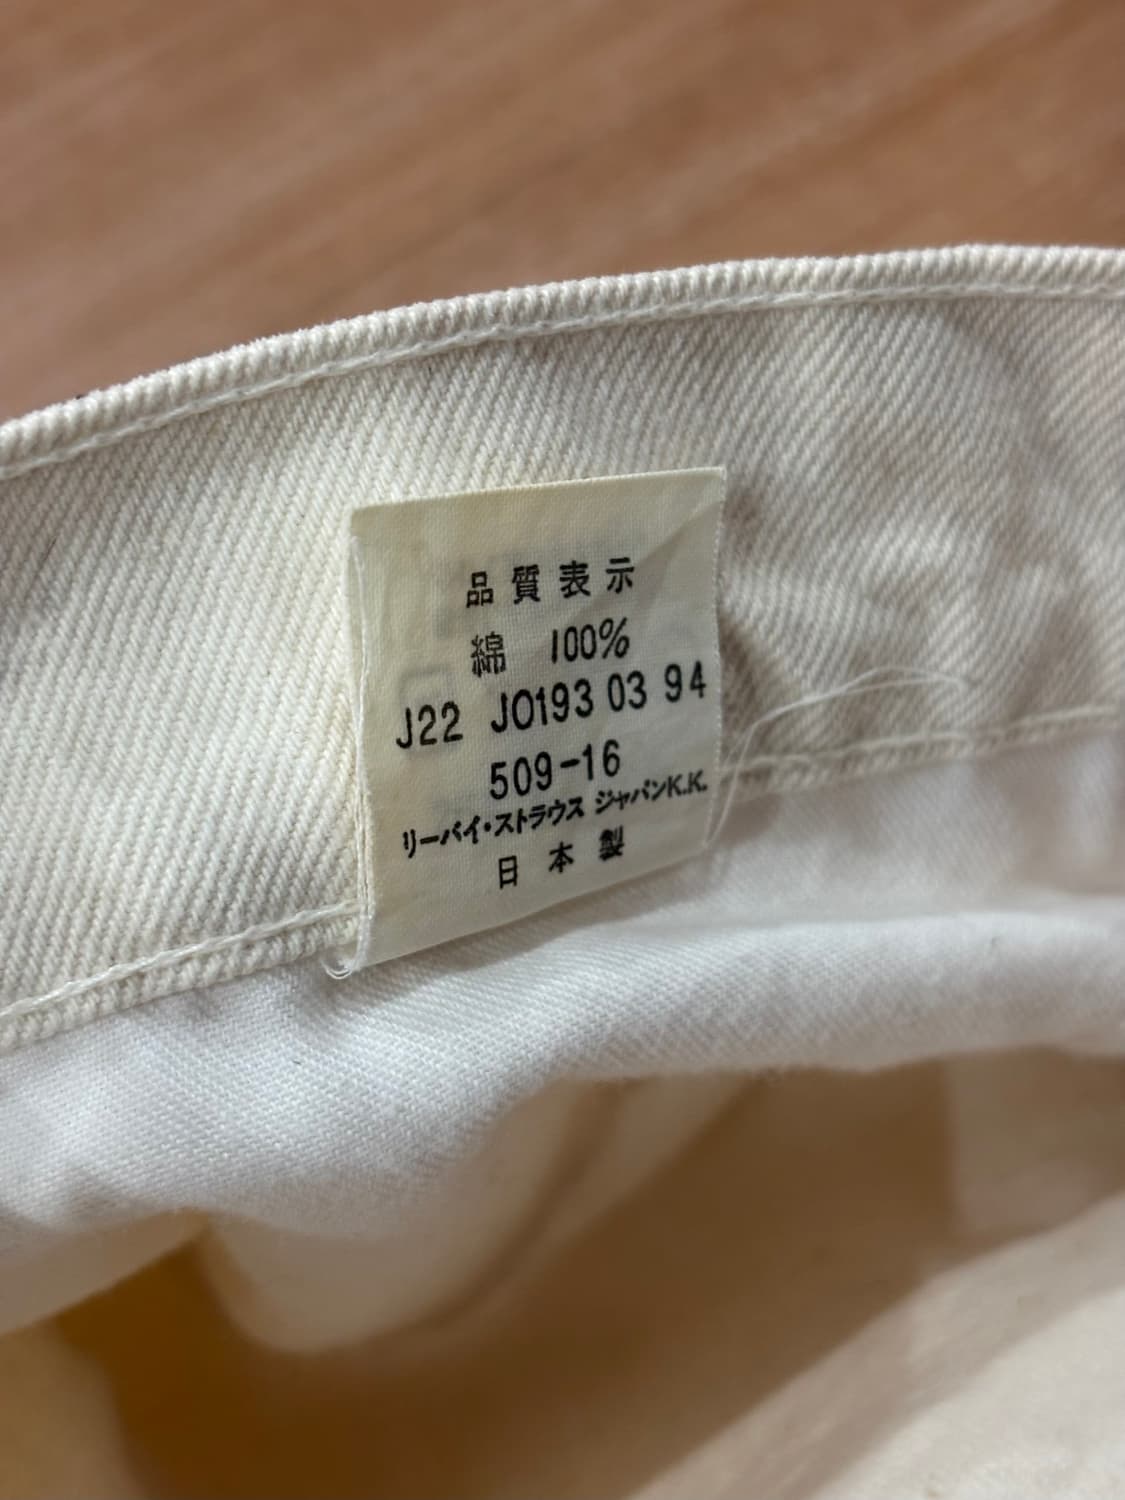 品質表示
綿 100%
J22 J0193 03 94
509-16
リーバイ・ストラウス ジャパンK.K.
日本製